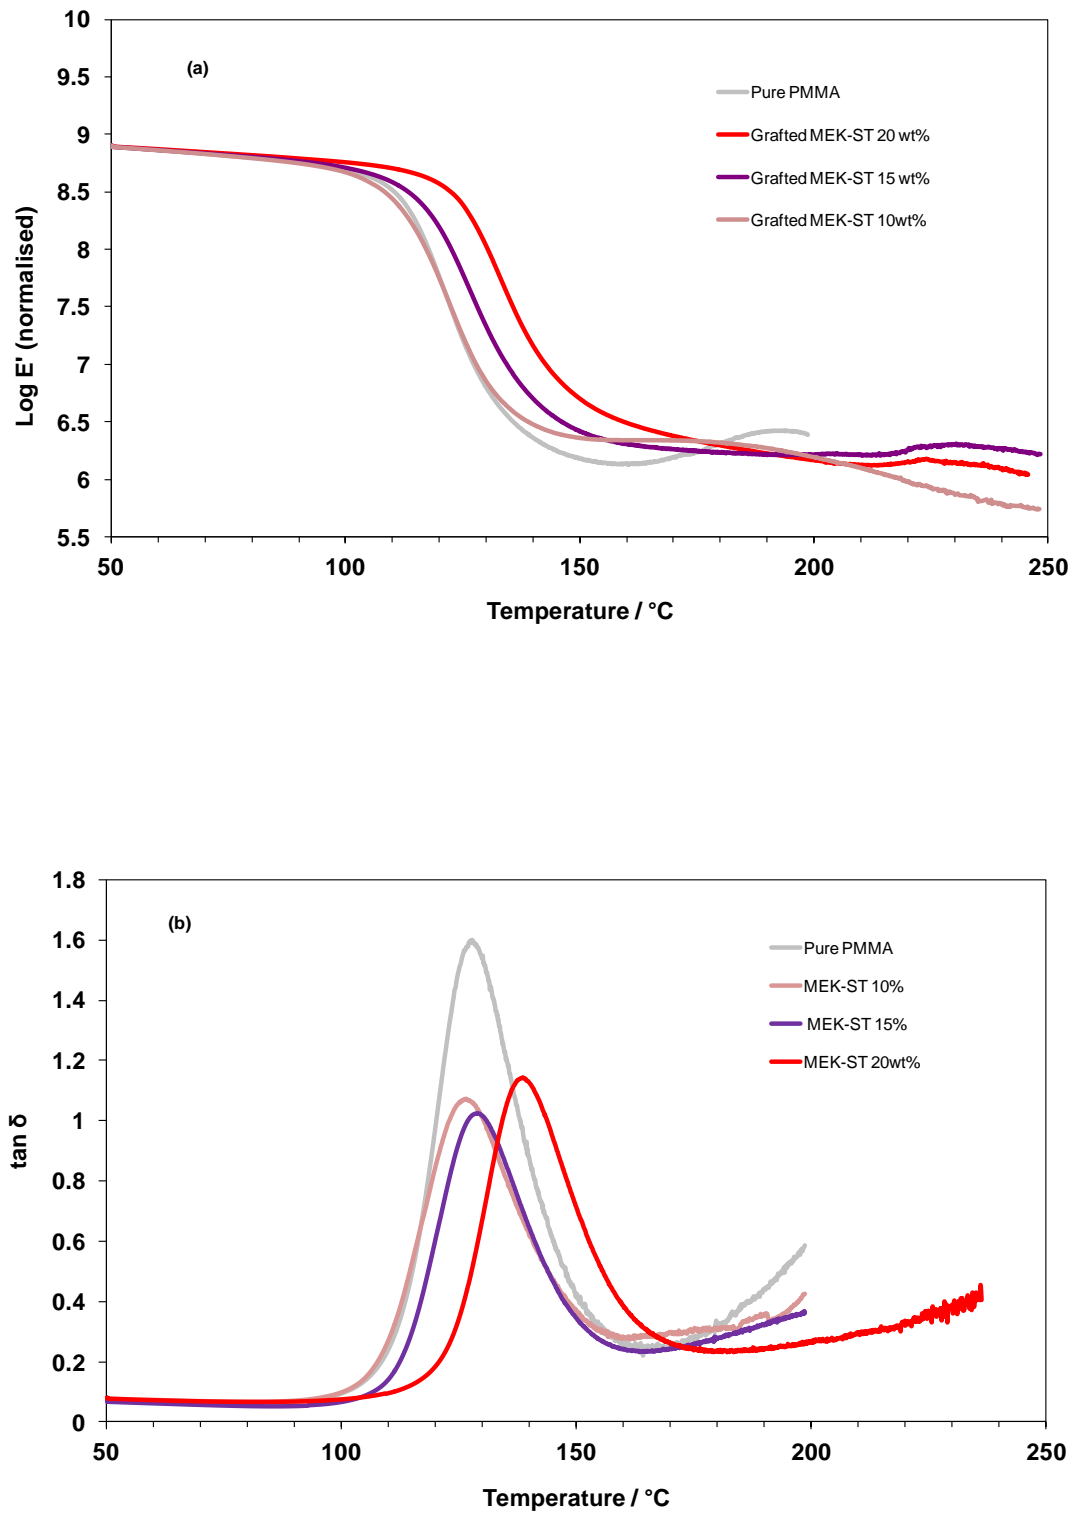 10
9.5
9
8.5
8
7.5
7
6.5
6
5.5
Log E' (normalised)
(a)
Pure PMMA
Grafted MEK-ST 20 wt%
Grafted MEK-ST 15 wt%
Grafted MEK-ST 10wt%
50
100
150
200
250
Temperature / °C
1.8
1.6
1.4
1.2
1
0.8
0.6
0.4
0.2
0
tan δ
(b)
Pure PMMA
MEK-ST 10%
MEK-ST 15%
MEK-ST 20wt%
50
100
150
200
250
Temperature / °C